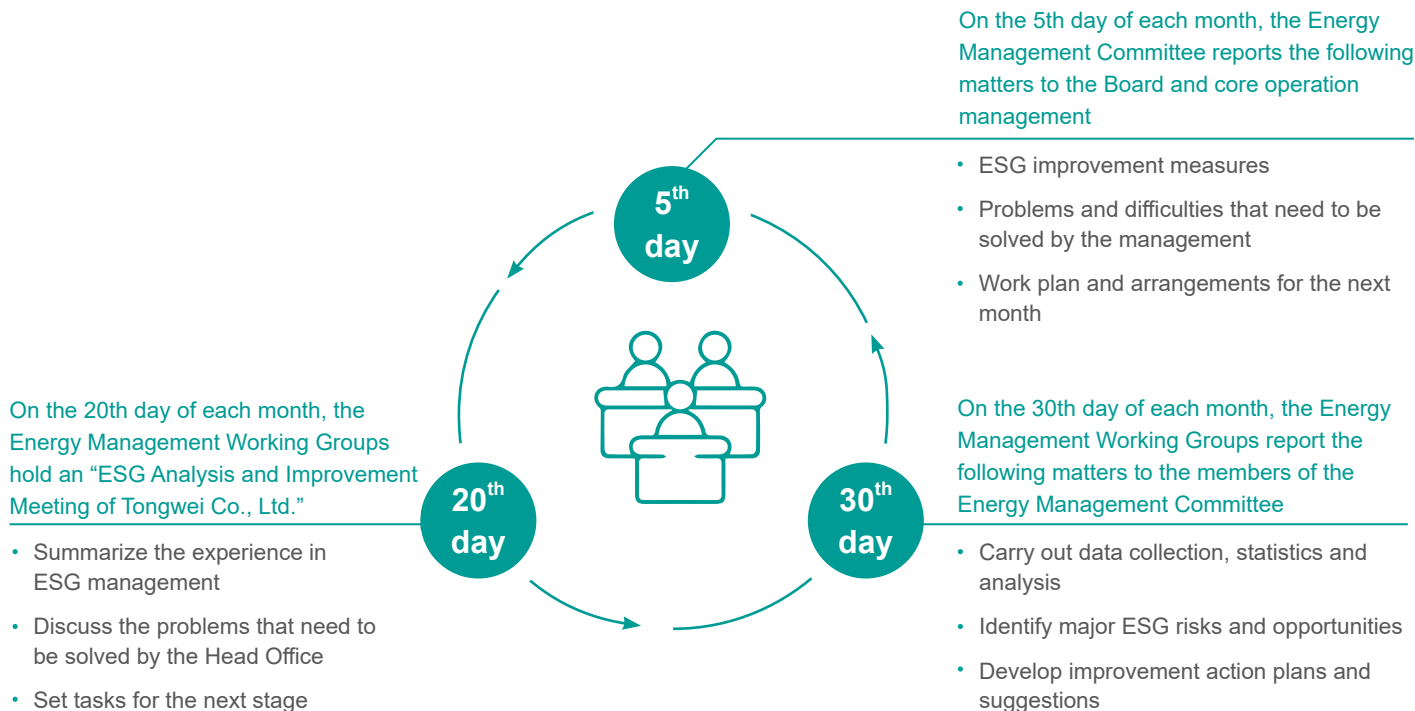 On the 5th day of each month, the Energy
Management Committee reports the following
matters to the Board and core operation
management
• ESG improvement measures
• Problems and difficulties that need to be
solved by the management
• Work plan and arrangements for the next
month
5th
day
On the 20th day of each month, the
Energy Management Working Groups
hold an “ESG Analysis and Improvement
Meeting of Tongwei Co., Ltd.”
20th
day
• Summarize the experience in
ESG management
• Discuss the problems that need to
be solved by the Head Office
• Set tasks for the next stage
On the 30th day of each month, the Energy
Management Working Groups report the
following matters to the members of the
Energy Management Committee
30th
day
• Carry out data collection, statistics and
analysis
• Identify major ESG risks and opportunities
• Develop improvement action plans and
suggestions